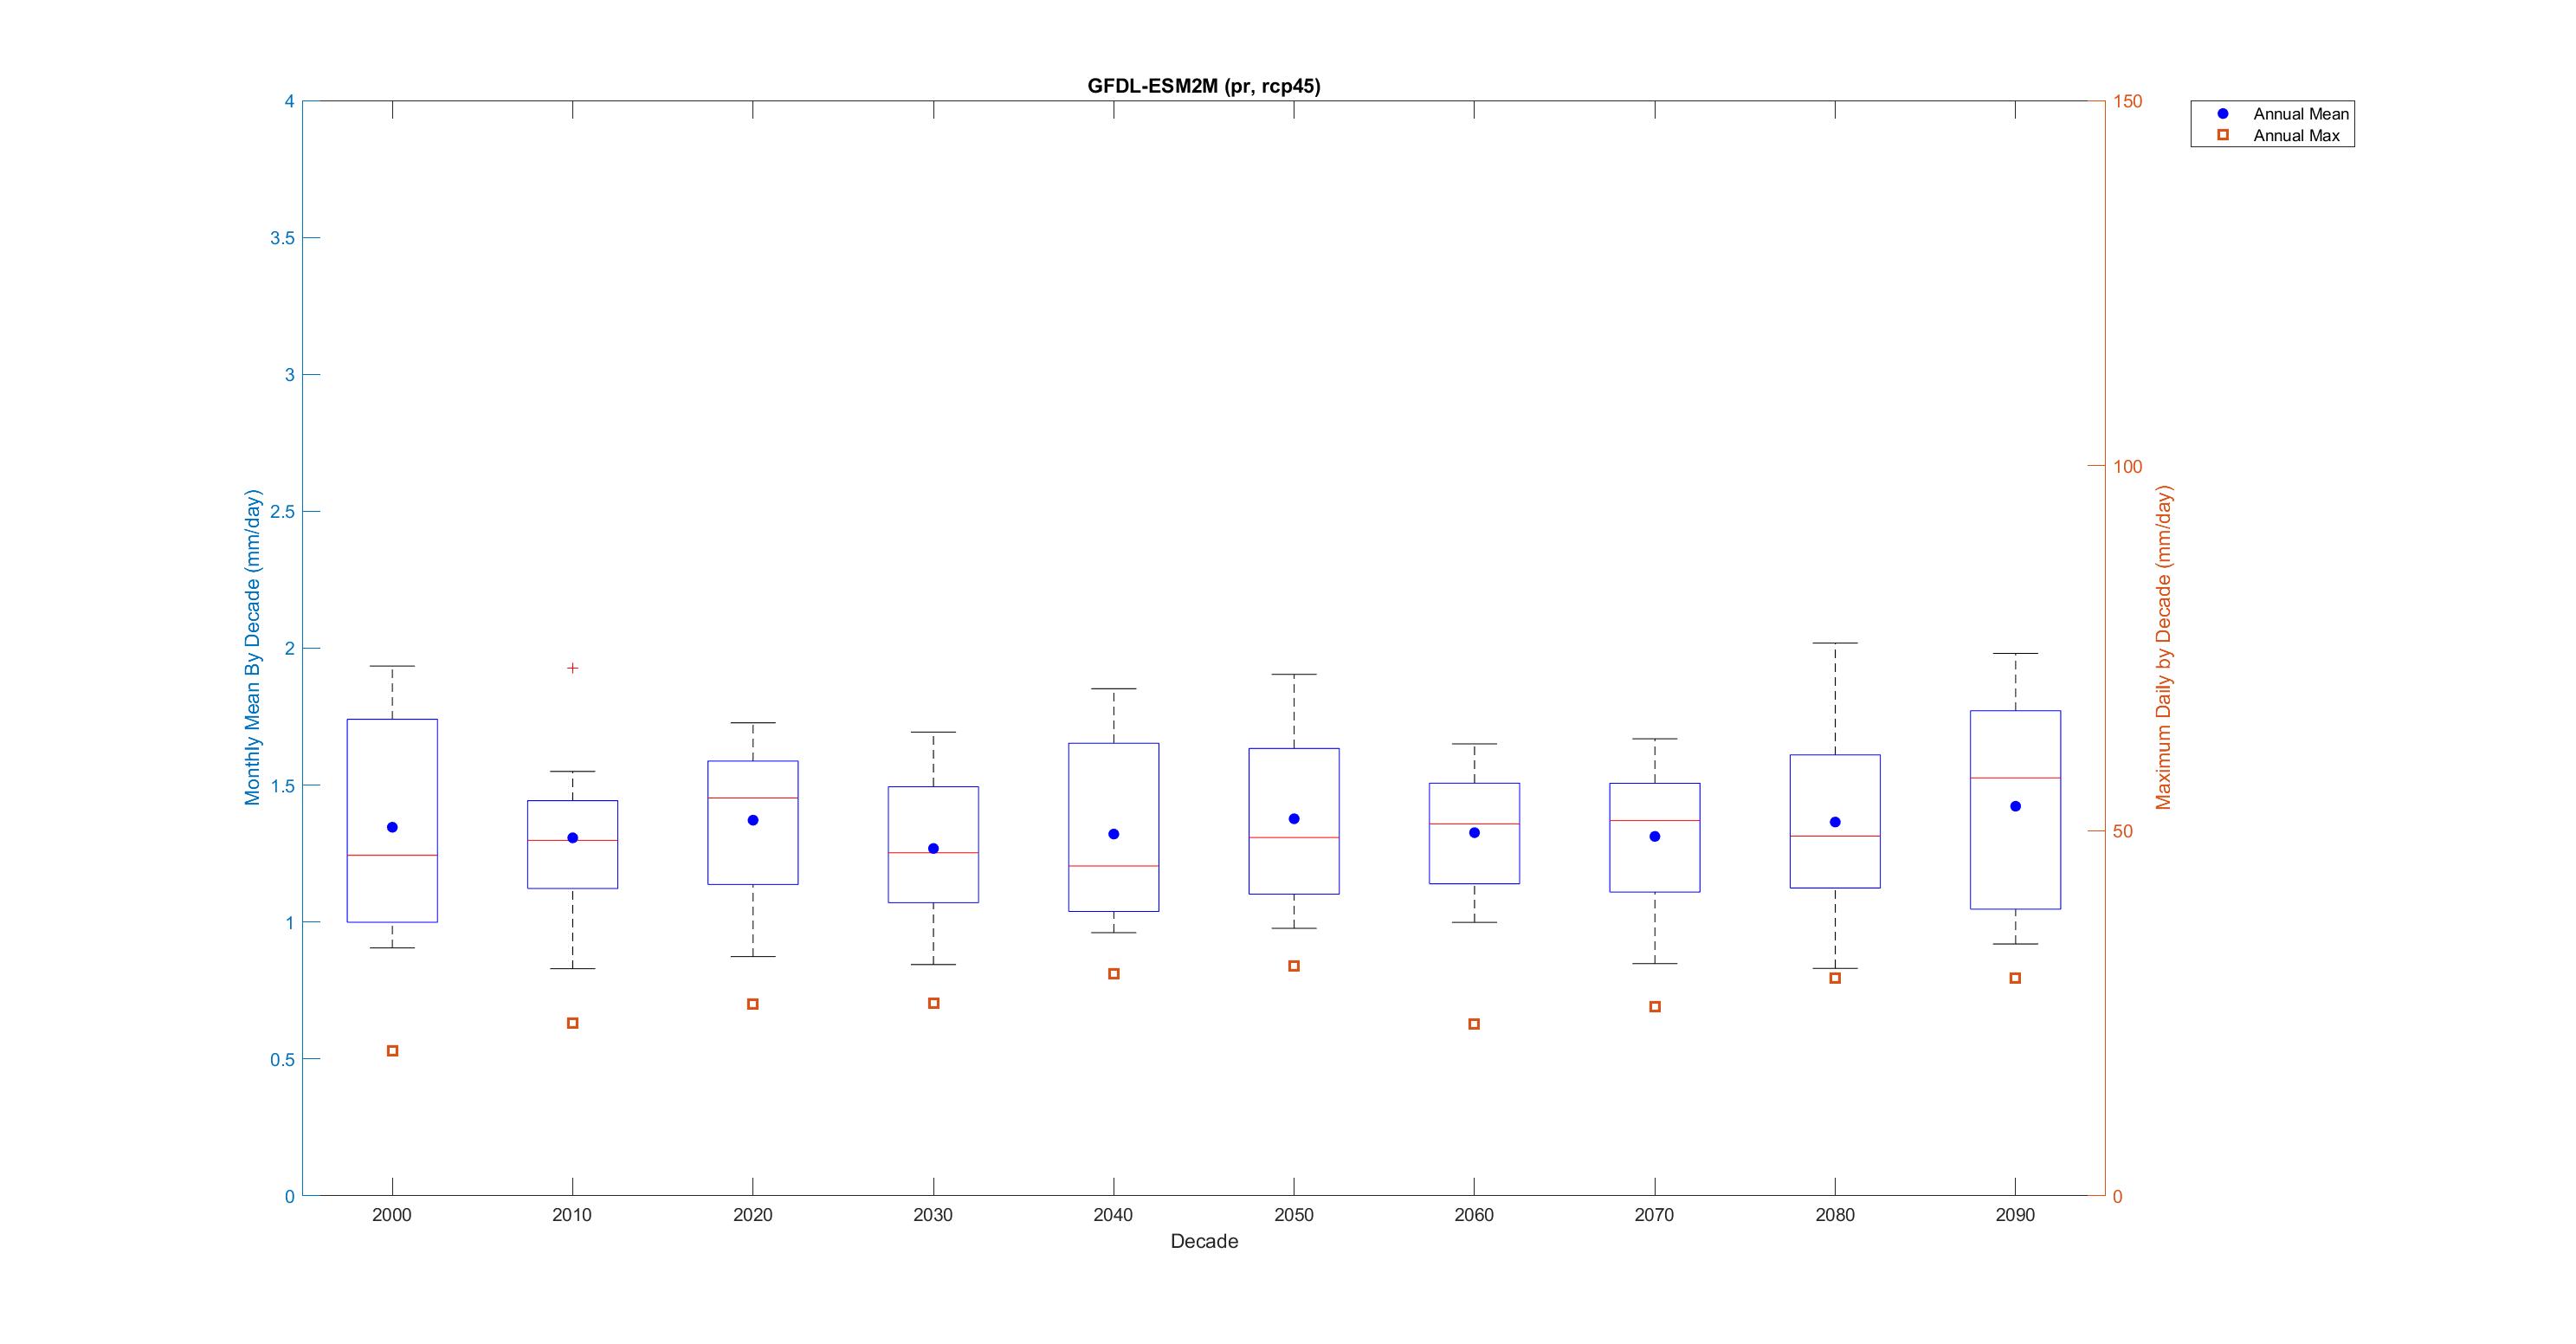 GFDL-ESM2M (pr, rcp45)
Annual Mean
Annual Max
Monthly Mean By Decade (mm/day)
4
3.5
3
2.5
2
1.5
1
0.5
0
150
100
50
0
Maximum Daily by Decade (mm/day)
2000 2010 2020 2030 2040 2050 2060 2070 2080 2090
Decade